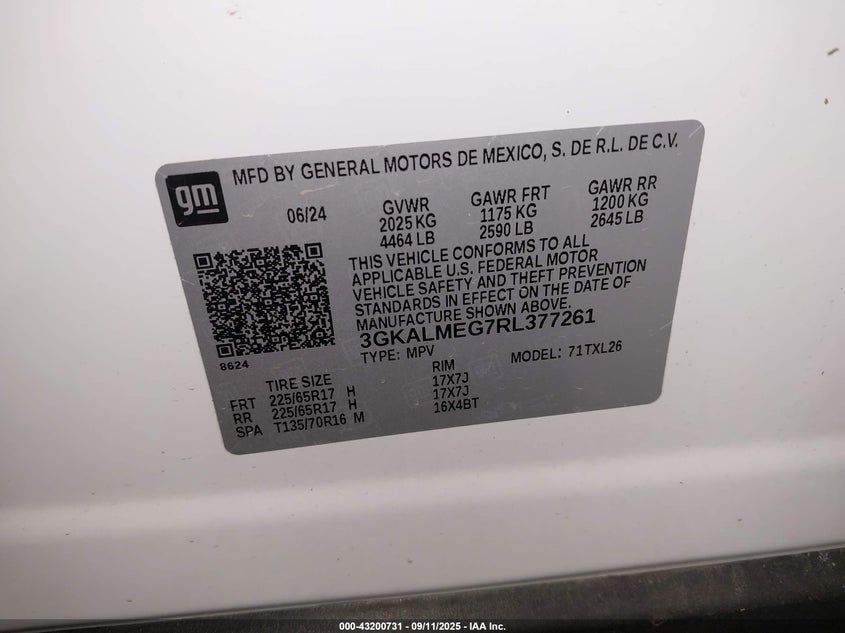 gm
MFD BY GENERAL MOTORS DE MEXICO, S. DE R.L. DE C.V.
06/24 GVWR GAWR FRT GAWR RR
2025 KG 1175 KG 1200 KG
4464 LB 2590 LB 2645 LB
THIS VEHICLE CONFORMS TO ALL
APPLICABLE U.S. FEDERAL MOTOR
VEHICLE SAFETY AND THEFT PREVENTION
STANDARDS IN EFFECT ON THE DATE OF
MANUFACTURE SHOWN ABOVE.
3GKALMEG7RL377261
TYPE: MPV MODEL: 71TXL26
8624
TIRE SIZE RIM
FRT 225/65R17 H 17X7J
RR 225/65R17 H 17X7J
SPA T135/70R16 M 16X4BT
000-43200731 - 09/11/2025 - IAA Inc.